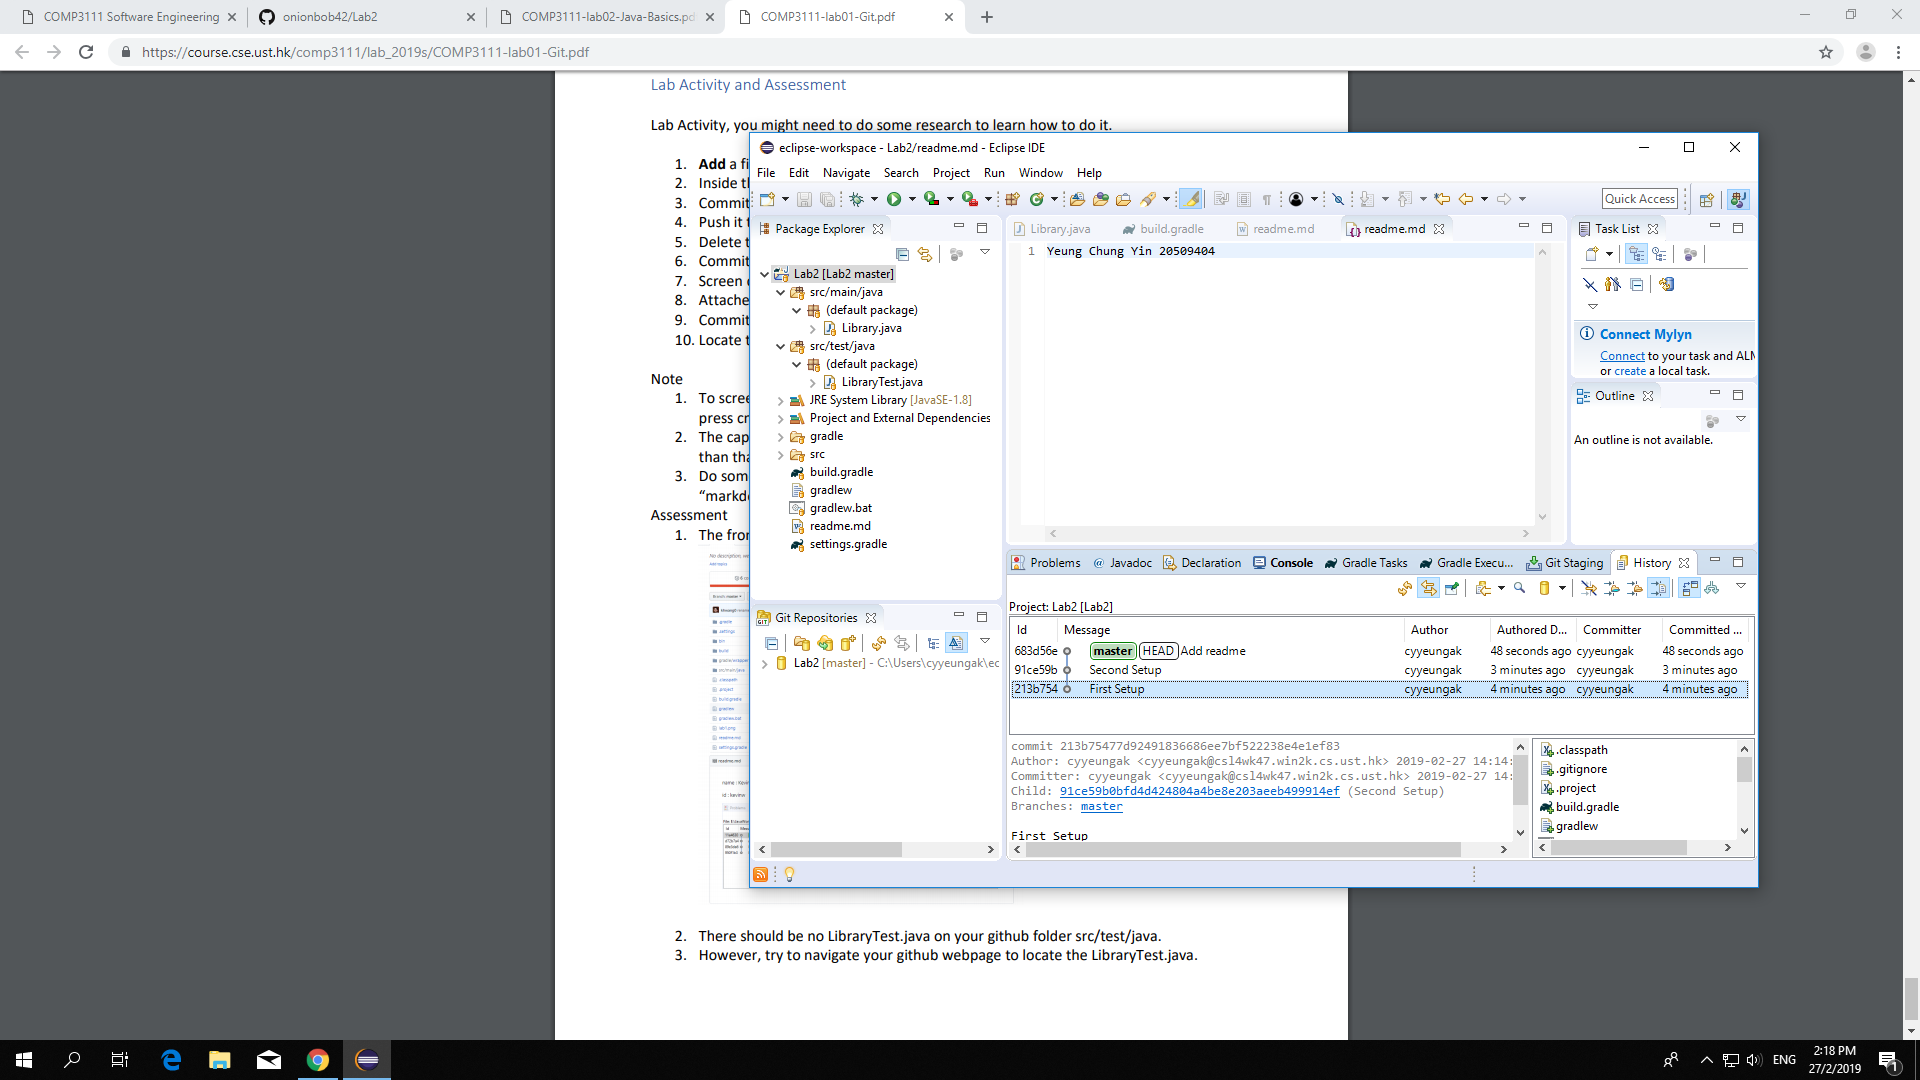 COMP3111 Software Engineering
onionbob42/Lab2
COMP3111-lab02-Java-Basics.pd
COMP3111-lab01-Git.pdf
https://course.cse.ust.hk/comp3111/lab_2019s/COMP3111-lab01-Git.pdf
Lab Activity and Assessment
Lab Activity, you might need to do some research to learn how to do it.
1. Add a fi
2. Inside th
3. Commit
4. Push it t
5. Delete t
6. Commit
7. Screen c
8. Attache
9. Commit
10. Locate t
Note
1. To scree
press cr
2. The cap
than tha
3. Do som
“markdo
Assessment
1. The fron
2. There should be no LibraryTest.java on your github folder src/test/java.
3. However, try to navigate your github webpage to locate the LibraryTest.java.
eclipse-workspace - Lab2/readme.md - Eclipse IDE
File Edit Navigate Search Project Run Window Help
Quick Access
Package Explorer
Lab2 [Lab2 master]
src/main/java
(default package)
Library.java
src/test/java
(default package)
LibraryTest.java
JRE System Library [JavaSE-1.8]
Project and External Dependencies
gradle
src
build.gradle
gradlew
gradlew.bat
readme.md
settings.gradle
Git Repositories
Lab2 [master] - C:\Users\cyyeungak\ec
Library.java build.gradle readme.md readme.md
1 Yeung Chung Yin 20509404
Task List
Connect Mylyn
Connect to your task and ALM
or create a local task.
Outline
An outline is not available.
Problems @ Javadoc Declaration Console Gradle Tasks Gradle Execu... Git Staging History
Project: Lab2 [Lab2]
Id Message Author Authored D... Committer Committed ...
683d56e master HEAD Add readme cyyeungak 48 seconds ago cyyeungak 48 seconds ago
91ce59b Second Setup cyyeungak 3 minutes ago cyyeungak 3 minutes ago
213b754 First Setup cyyeungak 4 minutes ago cyyeungak 4 minutes ago
commit 213b75477d92491836686ee7bf522238e4e1ef83
Author: cyyeungak <cyyeungak@csl4wk47.win2k.cs.ust.hk> 2019-02-27 14:14:
Committer: cyyeungak <cyyeungak@csl4wk47.win2k.cs.ust.hk> 2019-02-27 14:
Child: 91ce59b0bfd4d424804a4be8e203aeeb499914ef (Second Setup)
Branches: master
First Setup
.classpath
.gitignore
.project
build.gradle
gradlew
ENG
2:18 PM
27/2/2019
1